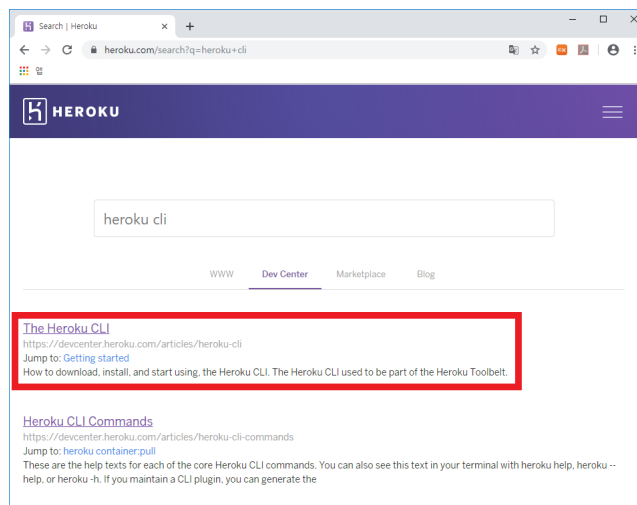 Search | Heroku
heroku.com/search?q=heroku+cli
앱
HEROKU
heroku cli
WWW Dev Center Marketplace Blog
The Heroku CLI
https://devcenter.heroku.com/articles/heroku-cli
Jump to: Getting started
How to download, install, and start using, the Heroku CLI. The Heroku CLI used to be part of the Heroku Toolbelt.
Heroku CLI Commands
https://devcenter.heroku.com/articles/heroku-cli-commands
Jump to: heroku container:pull
These are the help texts for each of the core Heroku CLI commands. You can also see this text in your terminal with heroku help, heroku --
help, or heroku -h. If you maintain a CLI plugin, you can generate the